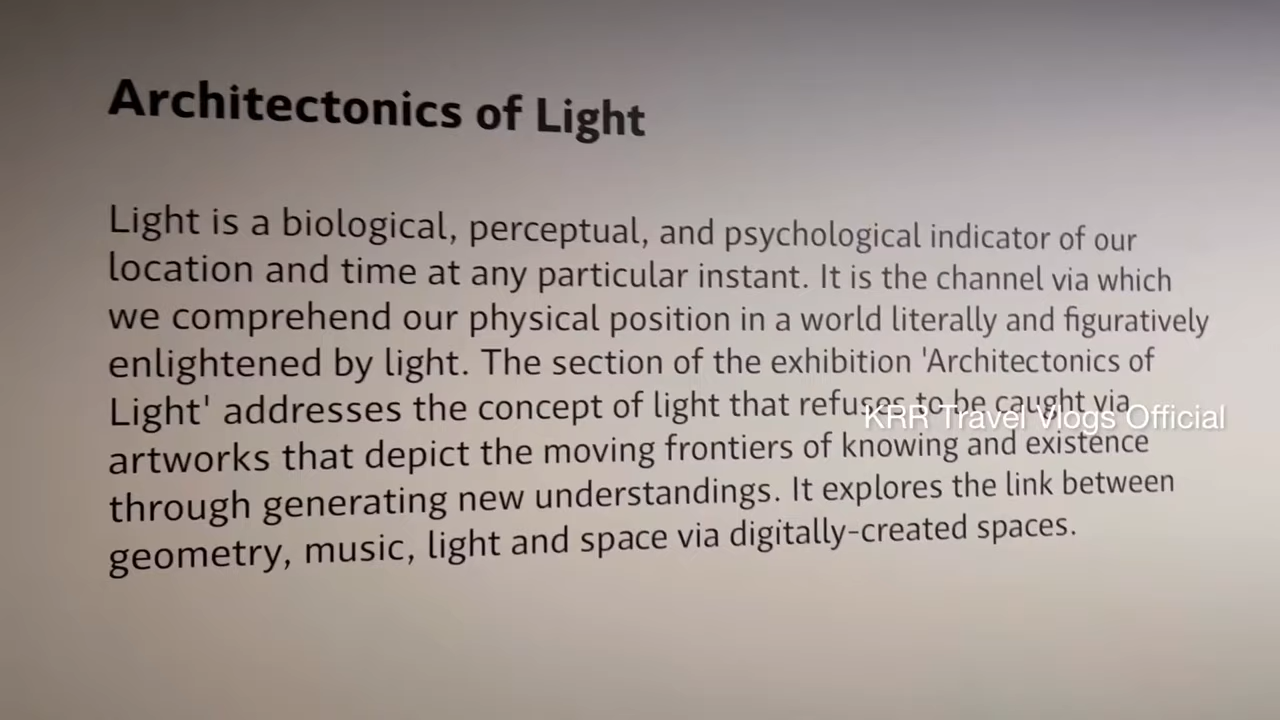 Architectonics of Light
Light is a biological, perceptual, and psychological indicator of our
location and time at any particular instant. It is the channel via which
we comprehend our physical position in a world literally and figuratively
enlightened by light. The section of the exhibition 'Architectonics of
Light' addresses the concept of light that refuses to be caught via
KRR Travel Vlogs Official
artworks that depict the moving frontiers of knowing and existence
through generating new understandings. It explores the link between
geometry, music, light and space via digitally-created spaces.